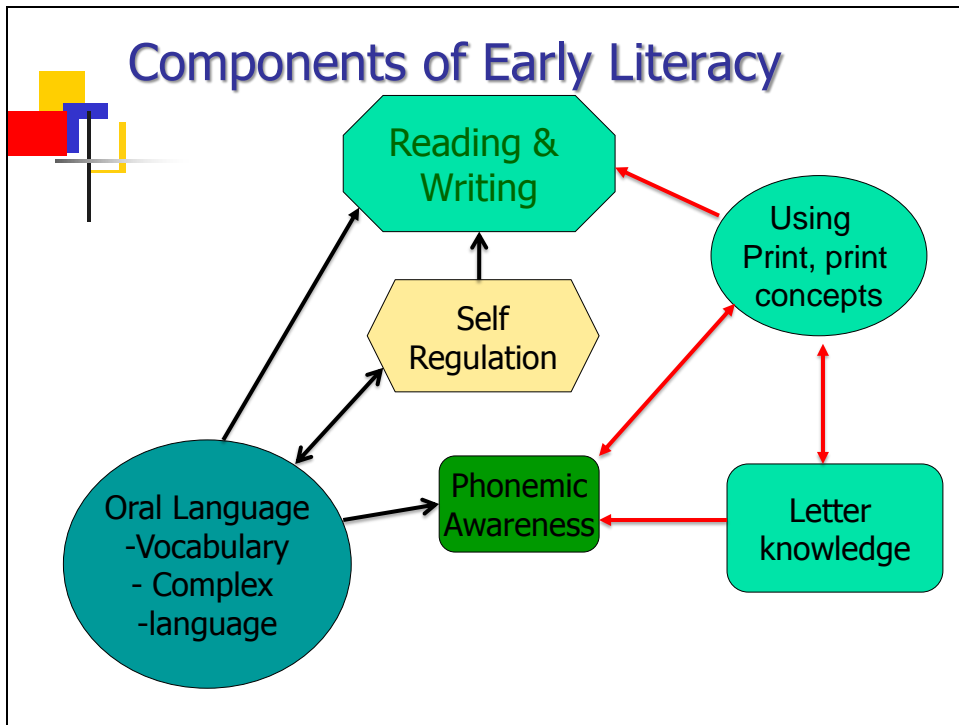 Components of Early Literacy
Reading &
Writing
Using
Print, print
concepts
Self
Regulation
Oral Language
-Vocabulary
- Complex
-language
Phonemic
Awareness
Letter
knowledge